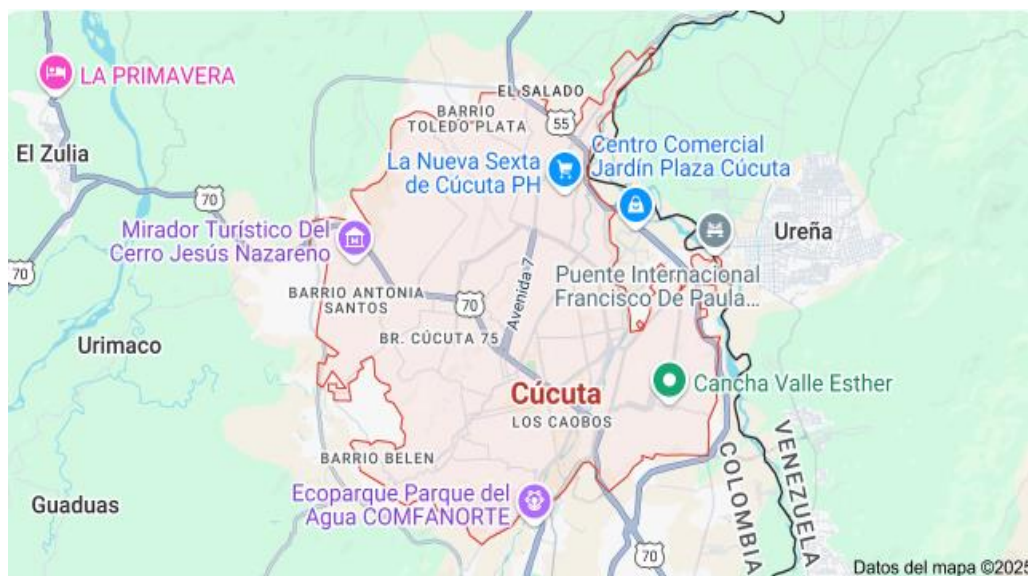 LA PRIMAVERA
EL SALADO
BARRIO
TOLEDO PLATA
55
El Zulia
La Nueva Sexta
de Cúcuta PH
Centro Comercial
Jardín Plaza Cúcuta
70
Mirador Turístico Del
Cerro Jesús Nazareno
Ureña
70
Puente Internacional
Francisco De Paula...
BARRIO ANTONIA
SANTOS
70
Avenida 7
Urimaco
BR. CÚCUTA 75
Cúcuta
Cancha Valle Esther
LOS CAOBOS
BARRIO BELEN
COLOMBIA
VENEZUELA
Guaduas
Ecoparque Parque del
Agua COMFANORTE
70
Datos del mapa ©2025